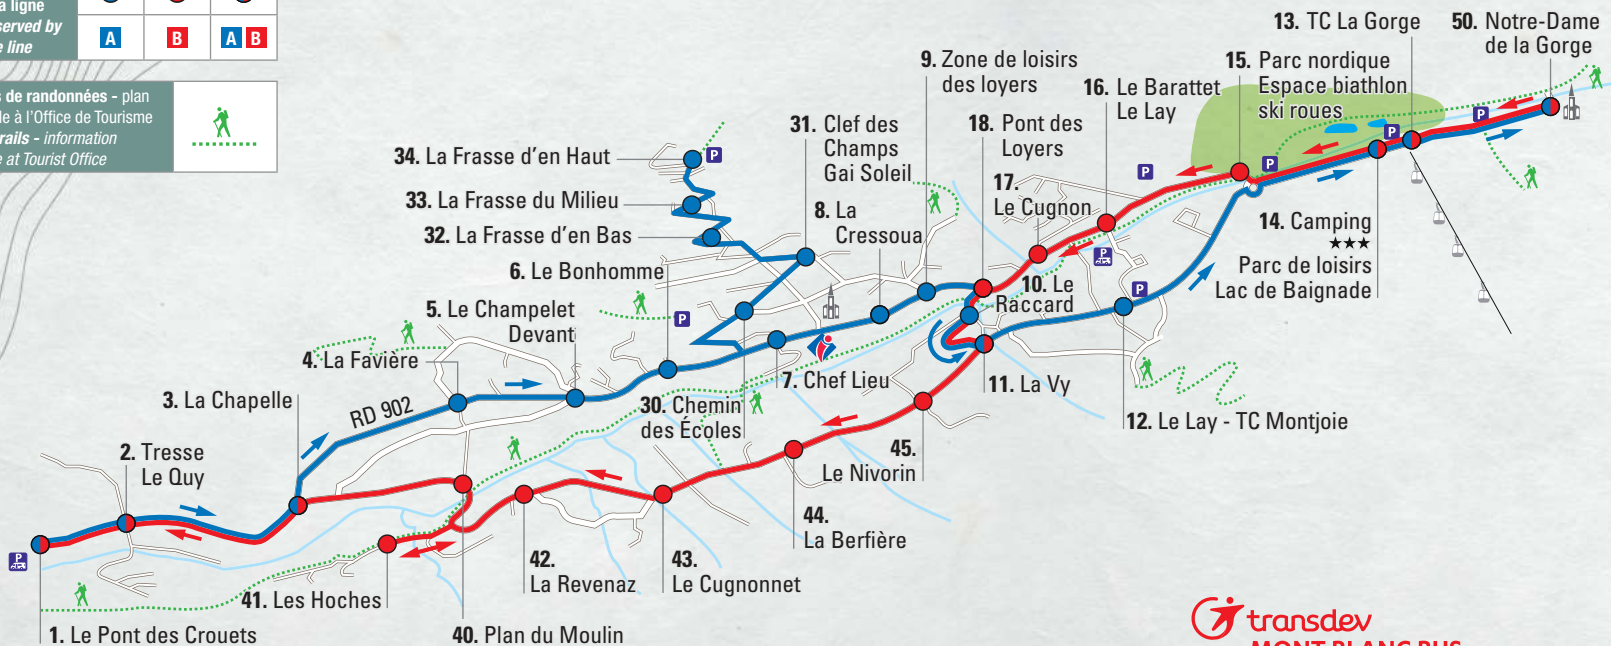 a ligne
served by
e line
A
B
A B
s de randonnées - plan
le à l'Office de Tourisme
rails - information
e at Tourist Office
13. TC La Gorge
50. Notre-Dame
de la Gorge
9. Zone de loisirs
des loyers
15. Parc nordique
Espace biathlon
ski roues
16. Le Barattet
Le Lay
31. Clef des
Champs
Gai Soleil
18. Pont des
Loyers
34. La Frasse d'en Haut
P
33. La Frasse du Milieu
17.
Le Cugnon
8. La
Cressoua
32. La Frasse d'en Bas
14. Camping
★★★
Parc de loisirs
Lac de Baignade
6. Le Bonhomme
10. Le
Raccard
5. Le Champelet
Devant
P
P
P
P
P
P
P
4. La Favière
7. Chef Lieu
11. La Vy
3. La Chapelle
RD 902
30. Chemin
des Écoles
12. Le Lay - TC Montjoie
2. Tresse
Le Quy
45.
Le Nivorin
44.
La Berfière
P
42.
La Revenaz
43.
Le Cugnonnet
41. Les Hoches
1. Le Pont des Crouets
40. Plan du Moulin
transdev
MONT BLANC BUS